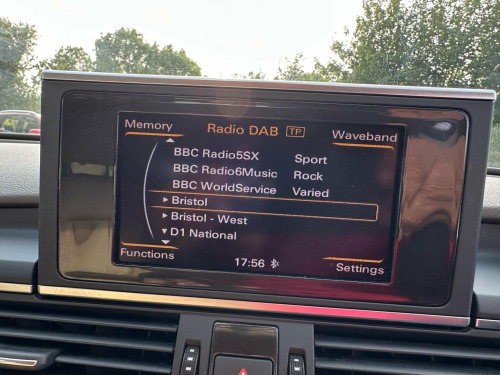 Memory Radio DAB TP Waveband
BBC Radio5SX Sport
BBC Radio6Music Rock
BBC WorldService Varied
Bristol
Bristol - West
D1 National
Functions 17:56 Settings